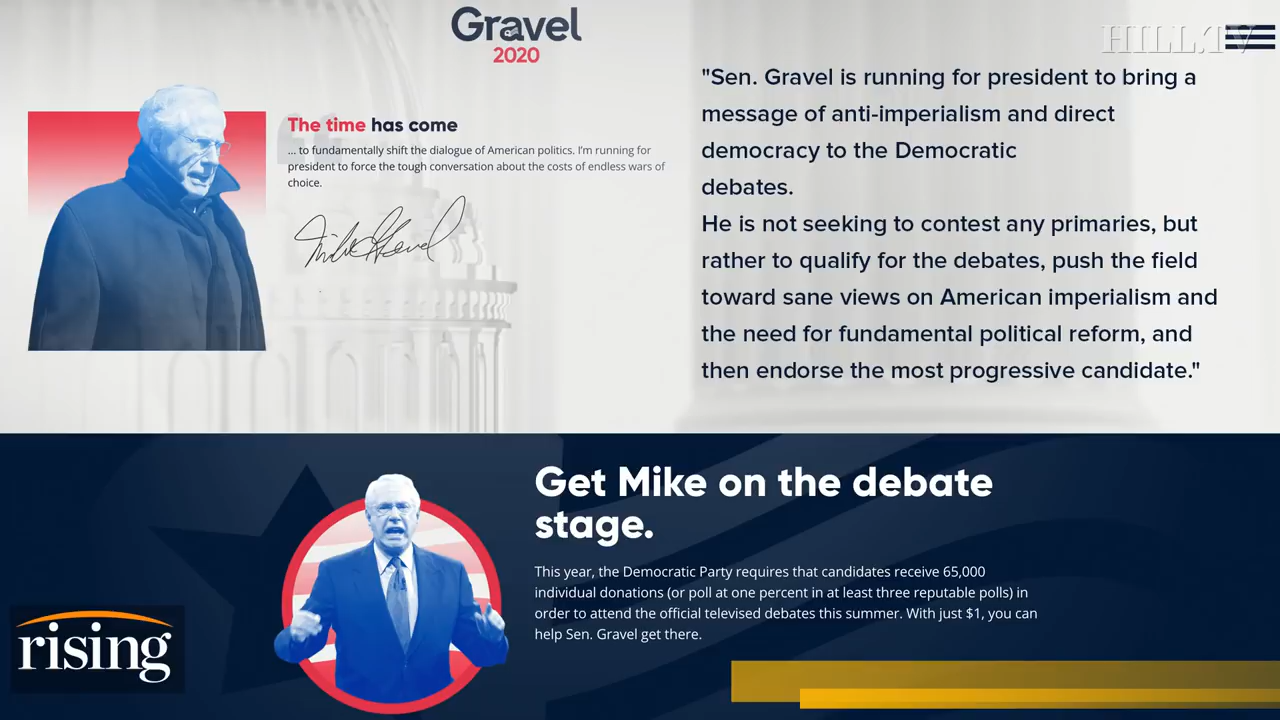 Gravel
2020
HILL.TV
The time has come
... to fundamentally shift the dialogue of American politics. I'm running for
president to force the tough conversation about the costs of endless wars of
choice.
"Sen. Gravel is running for president to bring a
message of anti-imperialism and direct
democracy to the Democratic
debates.
He is not seeking to contest any primaries, but
rather to qualify for the debates, push the field
toward sane views on American imperialism and
the need for fundamental political reform, and
then endorse the most progressive candidate."
Get Mike on the debate
stage.
This year, the Democratic Party requires that candidates receive 65,000
individual donations (or poll at one percent in at least three reputable polls) in
order to attend the official televised debates this summer. With just $1, you can
help Sen. Gravel get there.
rising